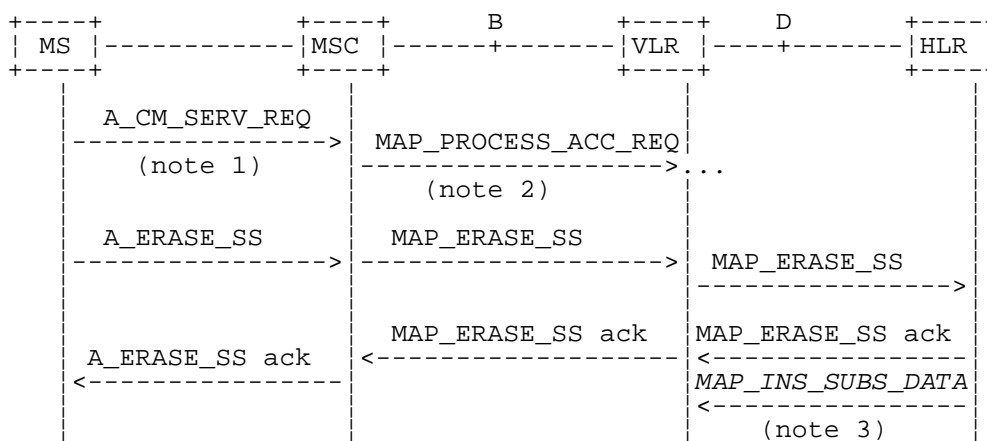 +----+             +----+      B      +----+     D      +----
¦ MS ¦-------------¦MSC ¦------+-------¦VLR ¦----+-------¦HLR
+----+             +----+             +----+            +----
A_CM_SERV_REQ
---------------->
MAP_PROCESS_ACC_REQ
(note 1)
------------------->...
(note 2)
A_ERASE_SS
MAP_ERASE_SS
---------------->
------------------->
MAP_ERASE_SS
---------------->
MAP_ERASE_SS ack
MAP_ERASE_SS ack
A_ERASE_SS ack
<-------------------
<----------------
<----------------
MAP_INS_SUBS_DATA
<----------------
(note 3)